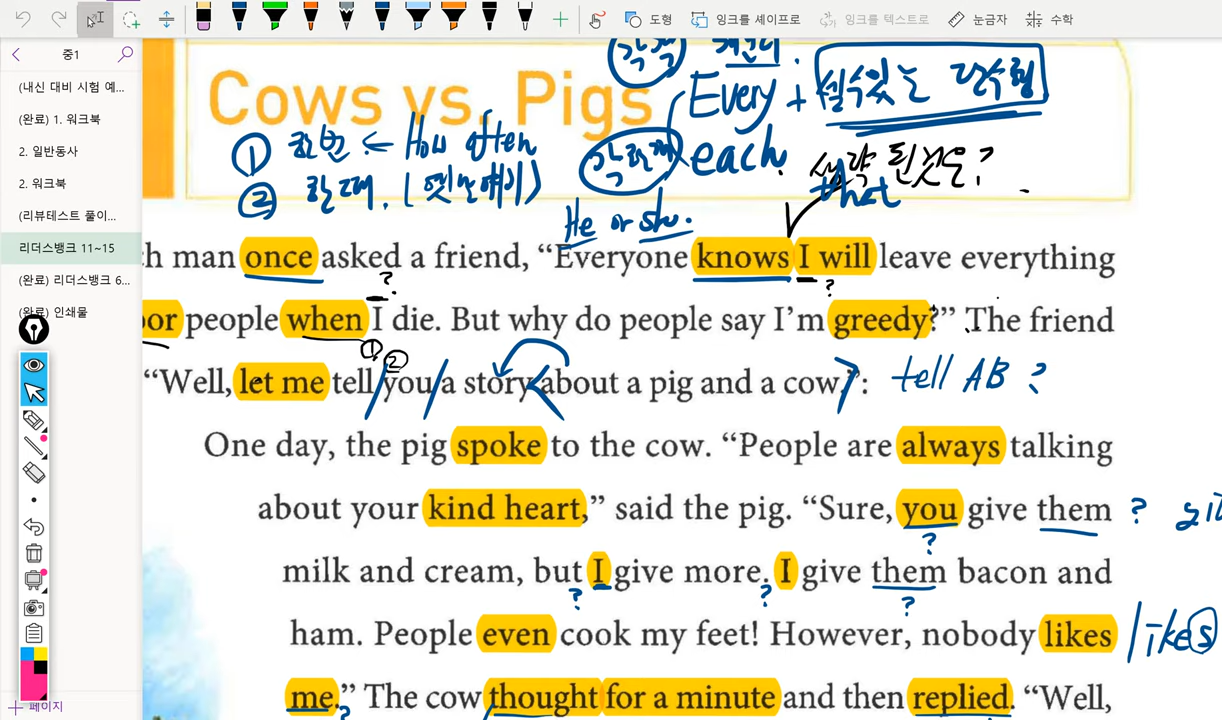 도형
잉크를 셰이프로
잉크를 텍스트로
눈금자
수학
중1
(내신 대비 시험 예...
(완료) 1. 워크북
2. 일반동사
2. 워크북
(리뷰테스트 풀이...
리더스뱅크 11~15
(완료) 리더스뱅크 6...
(완료) 인쇄물
페이지
Cows vs. Pigs
Every + 셀수있는 단수형
① 한번 ← How often
each
생략 된것은?
② 한때. (옛날얘기)
that
He or she.
ch man once asked a friend, “Everyone knows I will leave everything
?
?
oor people when I die. But why do people say I’m greedy?” The friend
① ②
“Well, let me tell you a story about a pig and a cow.”:
tell AB ?
One day, the pig spoke to the cow. “People are always talking
about your kind heart,” said the pig. “Sure, you give them
?
?
milk and cream, but I give more. I give them bacon and
? ? ?
ham. People even cook my feet! However, nobody likes
likes
me.” The cow thought for a minute and then replied. “Well,
?